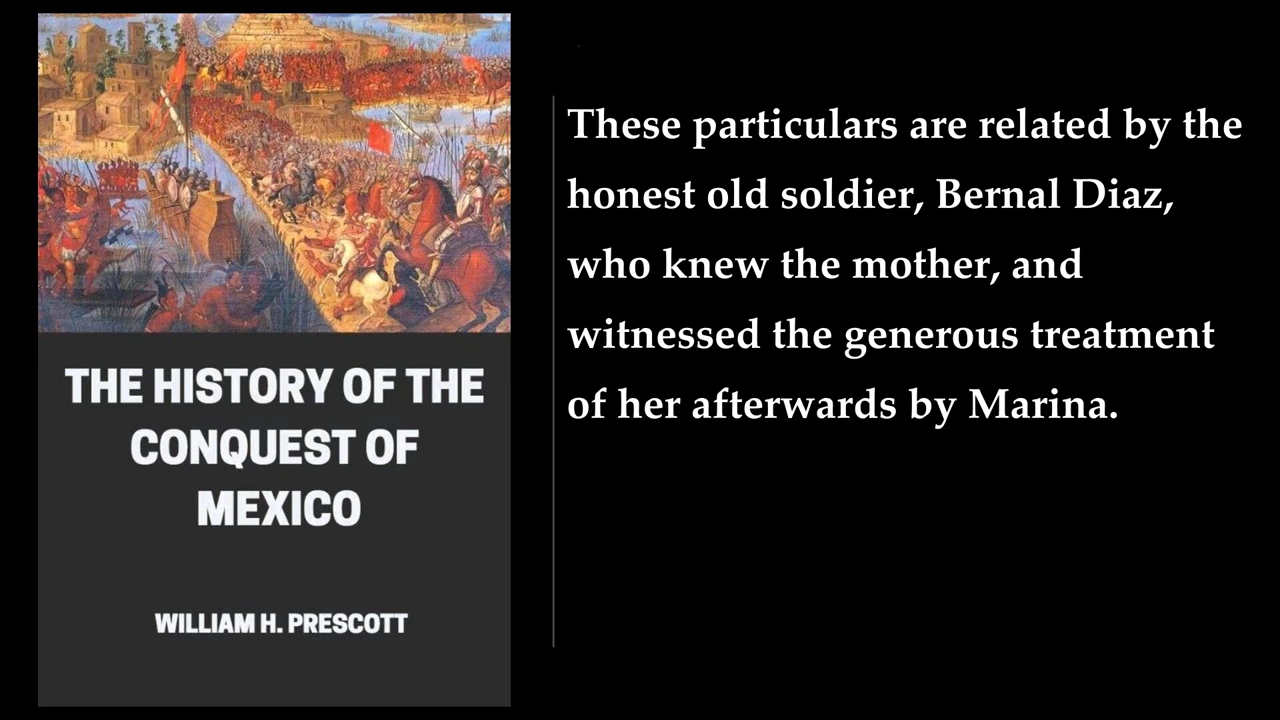 THE HISTORY OF THE
CONQUEST OF
MEXICO
WILLIAM H. PRESCOTT
These particulars are related by the
honest old soldier, Bernal Diaz,
who knew the mother, and
witnessed the generous treatment
of her afterwards by Marina.